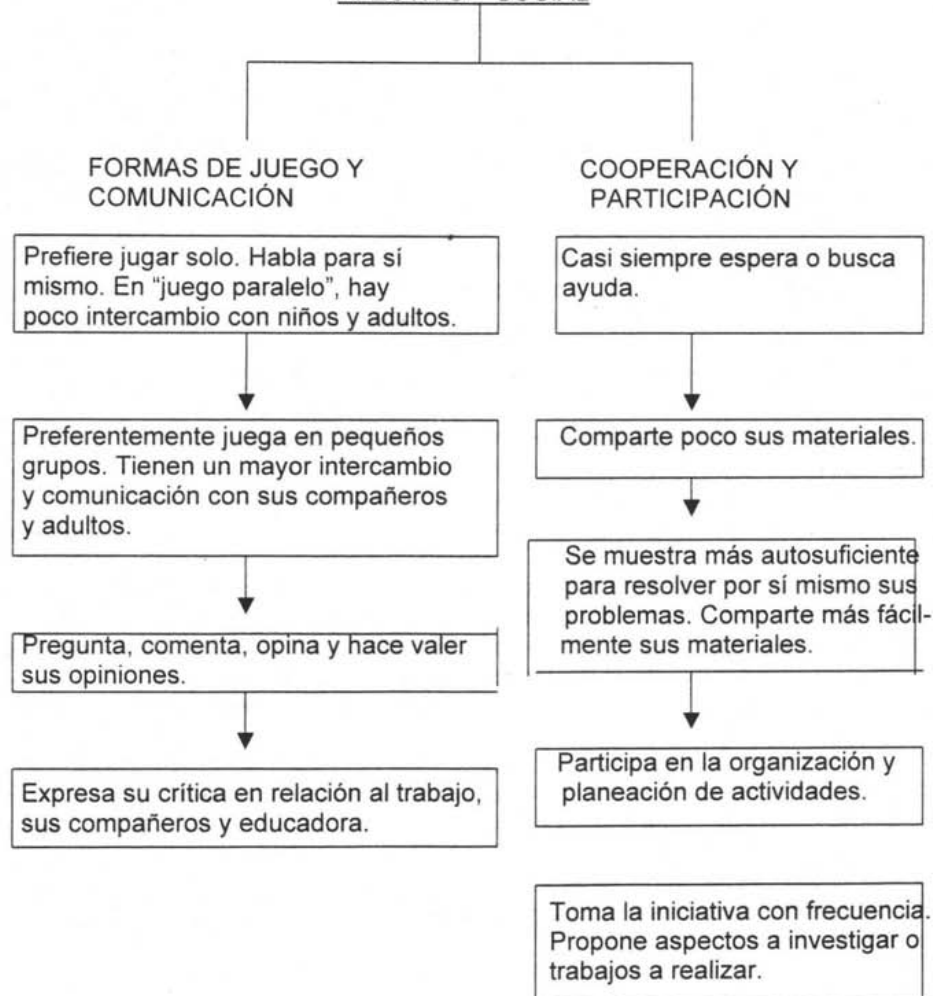 FORMAS DE JUEGO Y
COMUNICACIÓN
Prefiere jugar solo. Habla para sí
mismo. En "juego paralelo", hay
poco intercambio con niños y adultos.
Preferentemente juega en pequeños
grupos. Tienen un mayor intercambio
y comunicación con sus compañeros
y adultos.
Pregunta, comenta, opina y hace valer
sus opiniones.
Expresa su crítica en relación al trabajo,
sus compañeros y educadora.
COOPERACIÓN Y
PARTICIPACIÓN
Casi siempre espera o busca
ayuda.
Comparte poco sus materiales.
Se muestra más autosuficiente
para resolver por sí mismo sus
problemas. Comparte más fácil-
mente sus materiales.
Participa en la organización y
planeación de actividades.
Toma la iniciativa con frecuencia.
Propone aspectos a investigar o
trabajos a realizar.